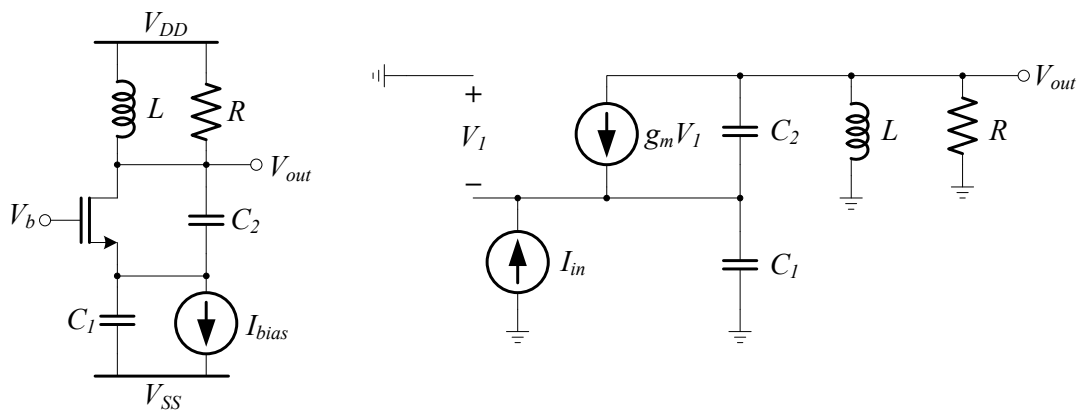 V_DD
L
R
V_out
V_b
C_2
C_1
I_bias
V_SS
+
V_1
−
g_mV_1
C_2
L
R
V_out
I_in
C_1